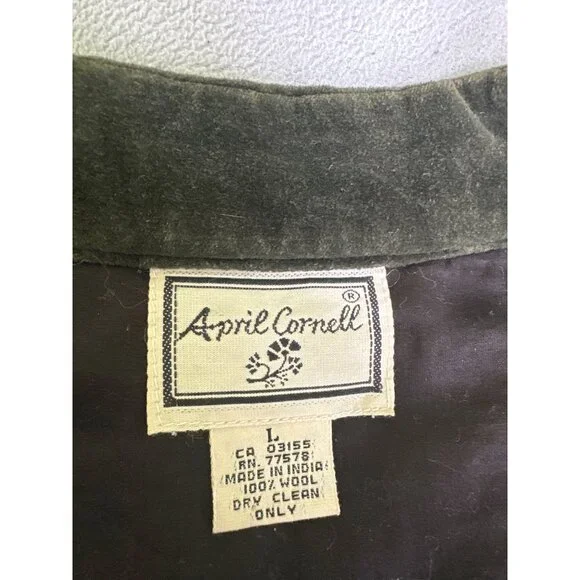 ®
April Cornell
L
CA 03155
RN. 77578
MADE IN INDIA
100% WOOL
DRY CLEAN
ONLY